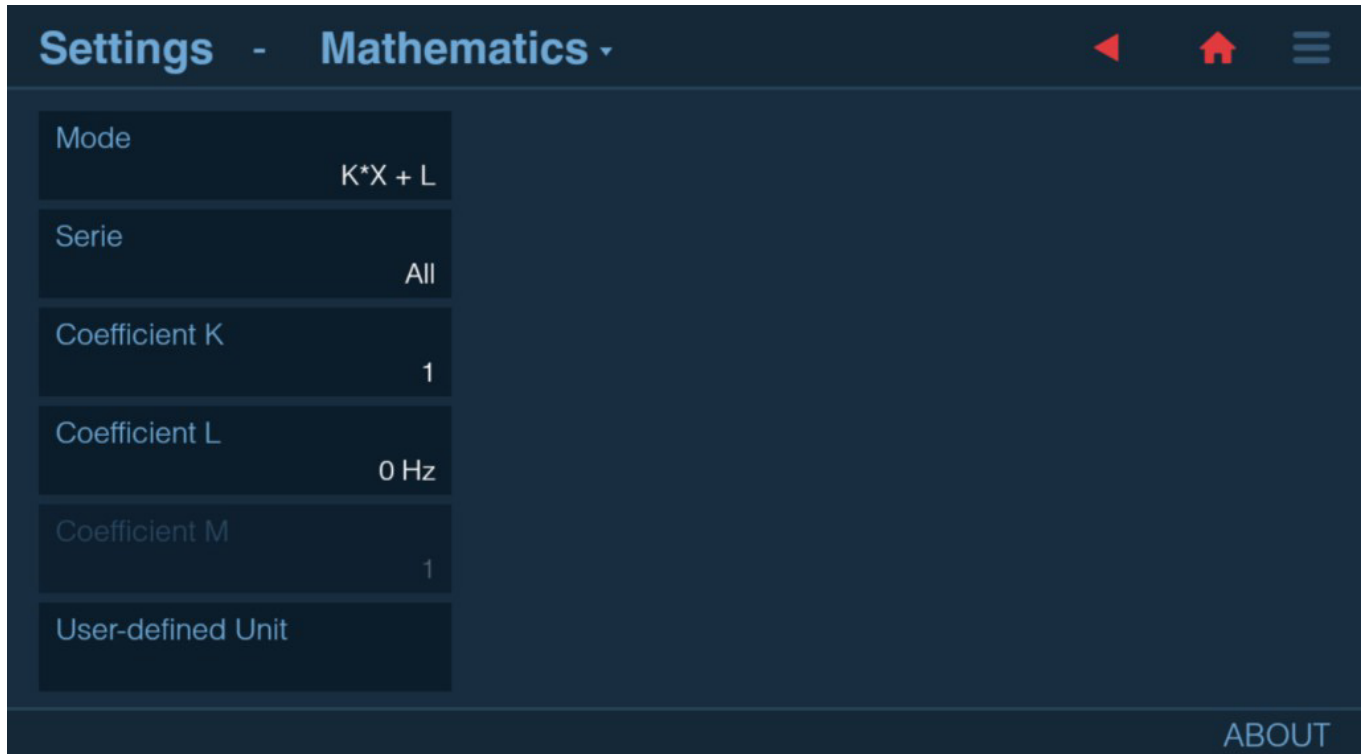 Settings - Mathematics
Mode
K*X + L
Serie
All
Coefficient K
1
Coefficient L
0 Hz
Coefficient M
1
User-defined Unit
ABOUT